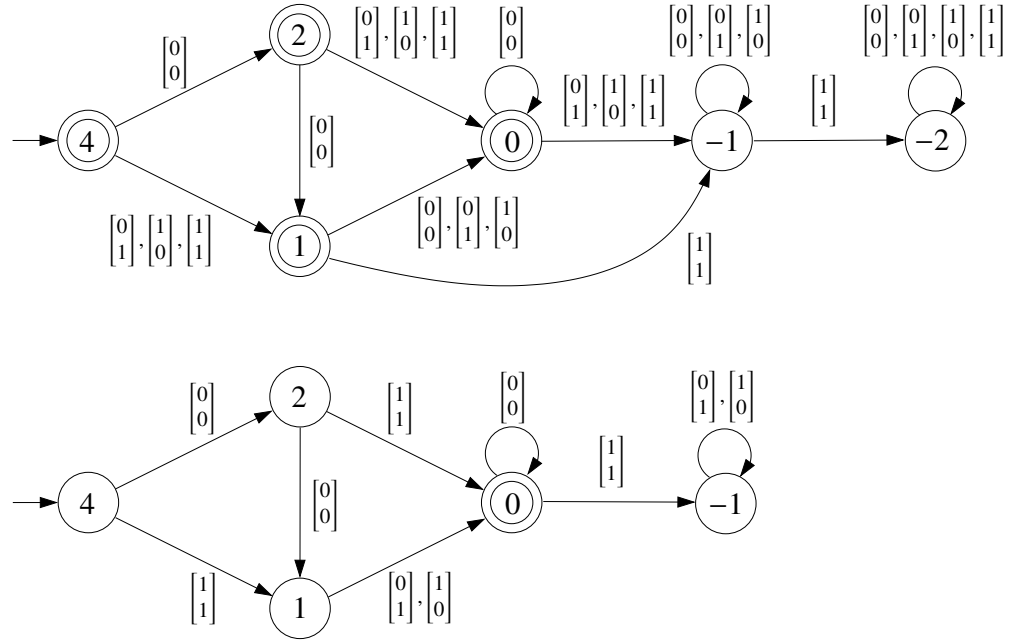 [0 0]
2
[0 1], [1 0], [1 1]
[0 0]
[0 0], [0 1], [1 0]
[0 0], [0 1], [1 0], [1 1]
4
[0 0]
0
[0 1], [1 0], [1 1]
−1
[1 1]
−2
[0 1], [1 0], [1 1]
1
[0 0], [0 1], [1 0]
[1 1]
[0 0]
2
[1 1]
[0 0]
[0 1], [1 0]
4
[0 0]
0
[1 1]
−1
[1 1]
1
[0 1], [1 0]